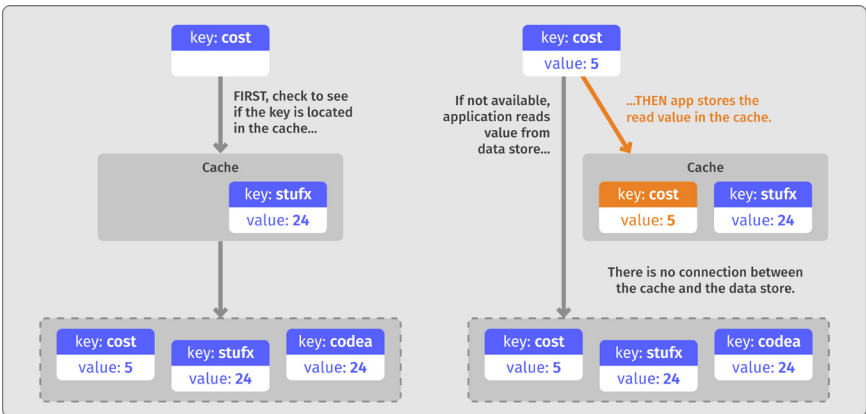 key: cost
FIRST, check to see
if the key is located
in the cache...
Cache
key: stufx
value: 24
key: cost
value: 5
key: stufx
value: 24
key: codea
value: 24
key: cost
value: 5
If not available,
application reads
value from
data store...
...THEN app stores the
read value in the cache.
Cache
key: cost
value: 5
key: stufx
value: 24
There is no connection between
the cache and the data store.
key: cost
value: 5
key: stufx
value: 24
key: codea
value: 24